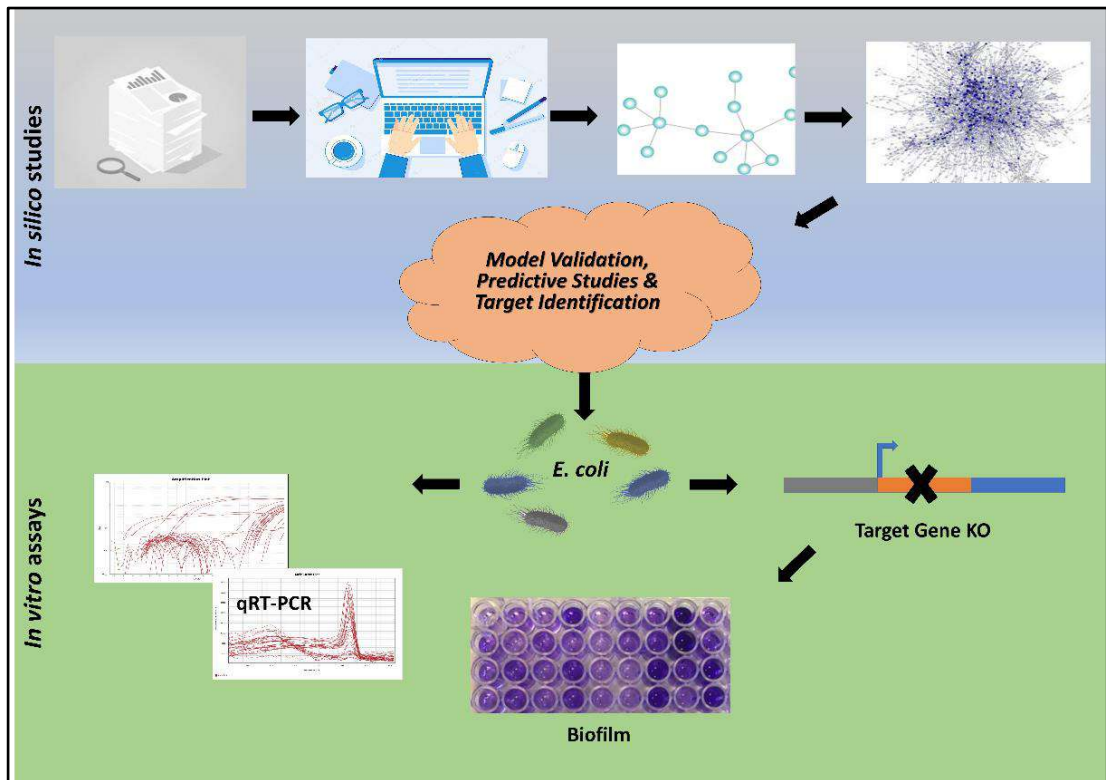 In silico studies
Model Validation,
Predictive Studies &
Target Identification
E. coli
Target Gene KO
qRT-PCR
Biofilm
In vitro assays